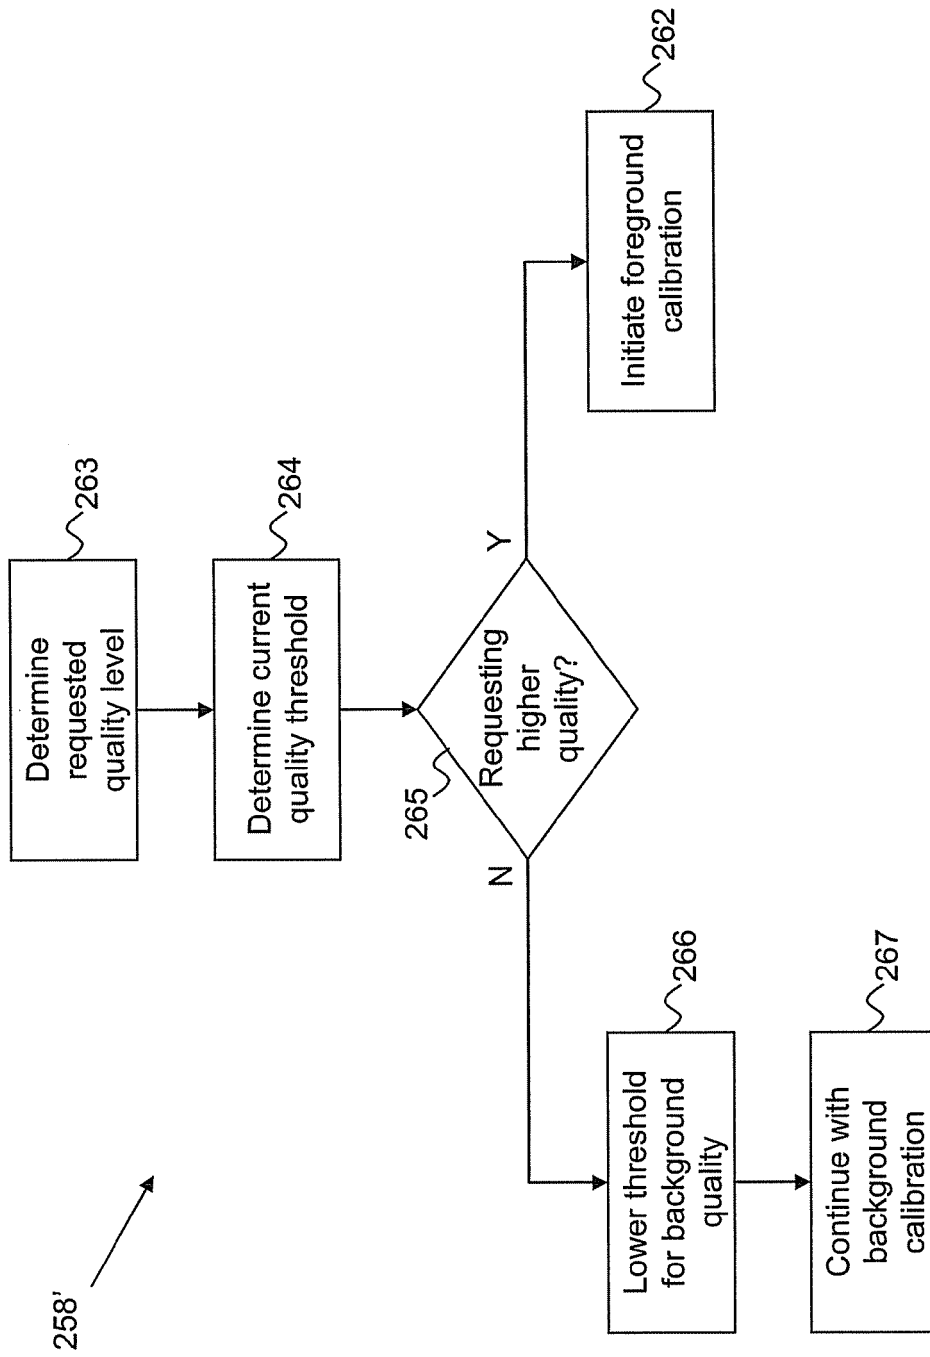 258'
Determine
requested
quality level
263
Determine current
quality threshold
264
Requesting
higher
quality?
265
N
Y
Lower threshold
for background
quality
266
Continue with
background
calibration
267
Initiate foreground
calibration
262